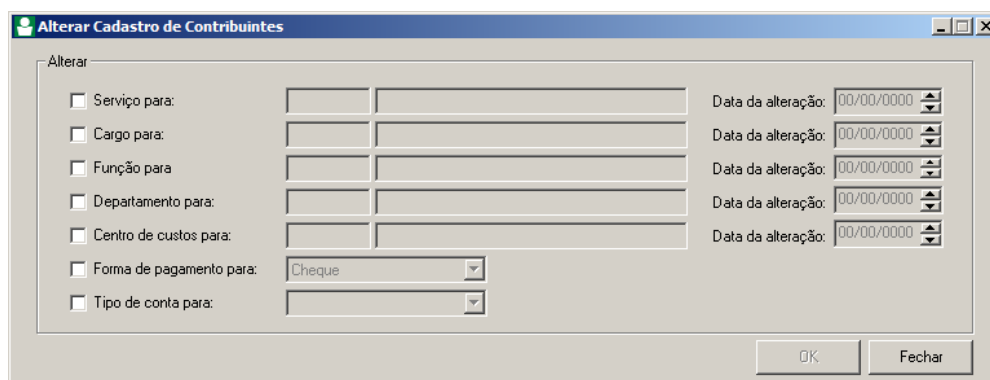 Alterar Cadastro de Contribuintes
Alterar
Serviço para: Data da alteração: 00/00/0000
Cargo para: Data da alteração: 00/00/0000
Função para Data da alteração: 00/00/0000
Departamento para: Data da alteração: 00/00/0000
Centro de custos para: Data da alteração: 00/00/0000
Forma de pagamento para: Cheque
Tipo de conta para:
OK Fechar